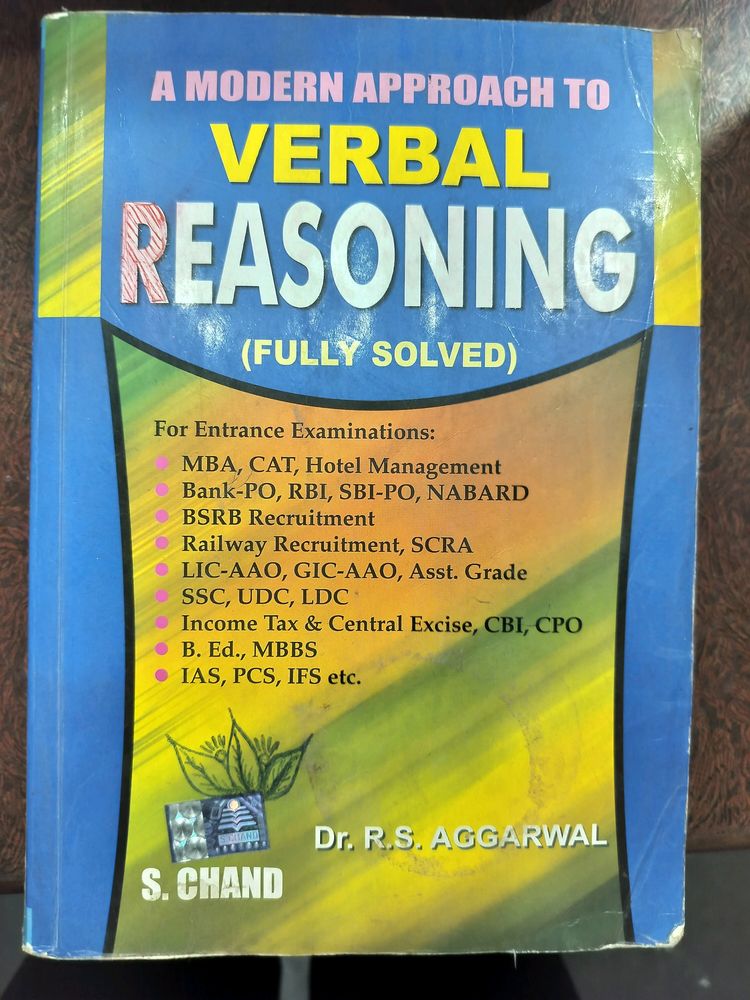 A MODERN APPROACH TO
VERBAL
REASONING
(FULLY SOLVED)
For Entrance Examinations:
MBA, CAT, Hotel Management
Bank-PO, RBI, SBI-PO, NABARD
BSRB Recruitment
Railway Recruitment, SCRA
LIC-AAO, GIC-AAO, Asst. Grade
SSC, UDC, LDC
Income Tax & Central Excise, CBI, CPO
B. Ed., MBBS
IAS, PCS, IFS etc.
S. CHAND
Dr. R.S. AGGARWAL
S. CHAND